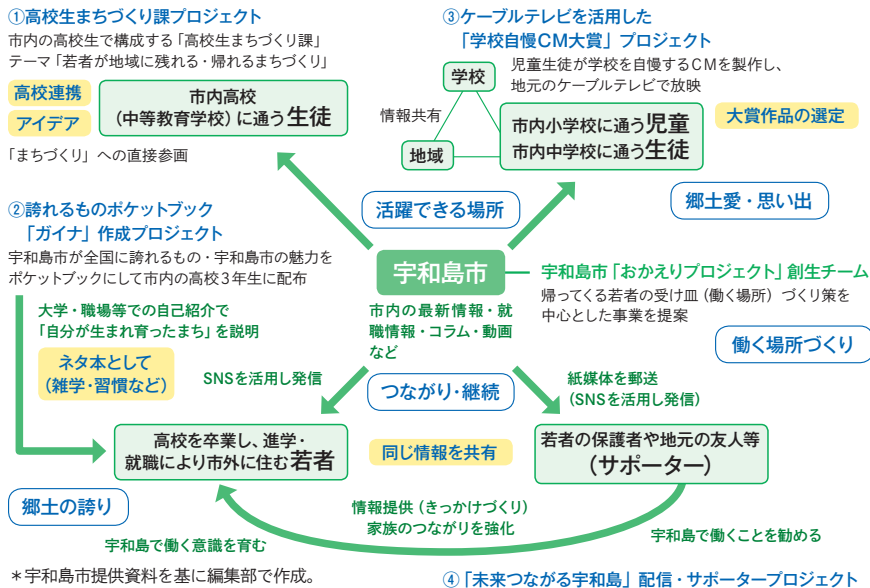 ①高校生まちづくり課プロジェクト
市内の高校生で構成する「高校生まちづくり課」
テーマ「若者が地域に残れる・帰れるまちづくり」
高校連携
アイデア
市内高校
（中等教育学校）に通う生徒
「まちづくり」への直接参画
③ケーブルテレビを活用した
「学校自慢CM大賞」プロジェクト
児童生徒が学校を自慢するCMを製作し、
地元のケーブルテレビで放映
学校
情報共有
地域
市内小学校に通う児童
市内中学校に通う生徒
大賞作品の選定
活躍できる場所
郷土愛・思い出
②誇れるものポケットブック
「ガイナ」作成プロジェクト
宇和島市が全国に誇れるもの・宇和島市の魅力を
ポケットブックにして市内の高校3年生に配布
宇和島市
宇和島市「おかえりプロジェクト」創生チーム
帰ってくる若者の受け皿（働く場所）づくり策を
中心とした事業を提案
働く場所づくり
大学・職場等での自己紹介で
「自分が生まれ育ったまち」を説明
ネタ本として
（雑学・習慣など）
市内の最新情報・就
職情報・コラム・動画
など
SNSを活用し発信
つながり・継続
紙媒体を郵送
（SNSを活用し発信）
高校を卒業し、進学・
就職により市外に住む若者
同じ情報を共有
若者の保護者や地元の友人等
（サポーター）
郷土の誇り
情報提供（きっかけづくり）
家族のつながりを強化
宇和島で働く意識を育む
宇和島で働くことを勧める
＊宇和島市提供資料を基に編集部で作成。
④「未来つながる宇和島」配信・サポータープロジェクト